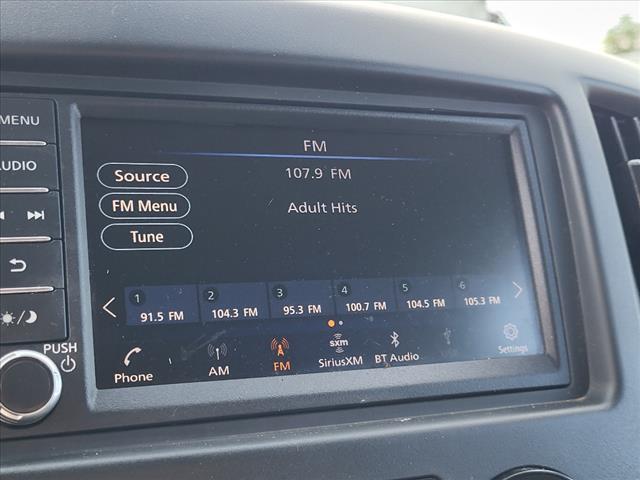 MENU
UDIO
PUSH
FM
107.9 FM
Adult Hits
Source
FM Menu
Tune
1 2 3 4 5 6
91.5 FM 104.3 FM 95.3 FM 100.7 FM 104.5 FM 105.3 FM
Phone AM FM sxm SiriusXM BT Audio Settings